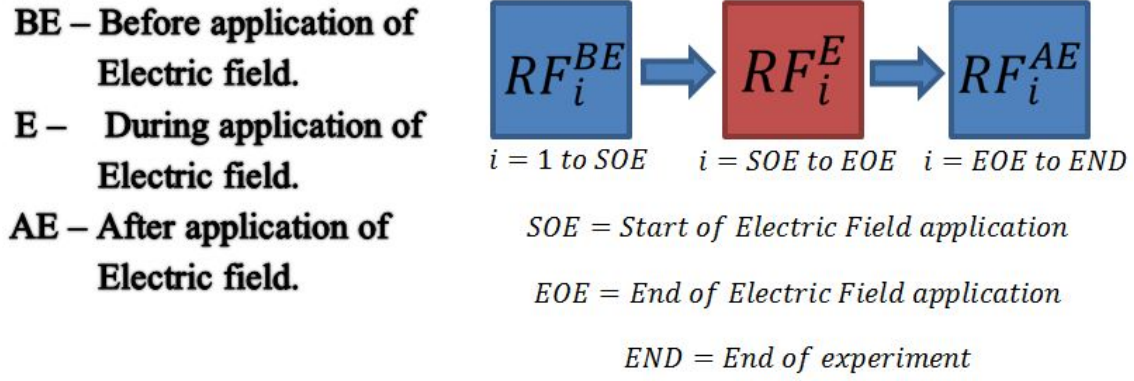 BE – Before application of
Electric field.
E – During application of
Electric field.
AE – After application of
Electric field.
RF_i^{BE} RF_i^{E} RF_i^{AE}
i = 1 to SOE i = SOE to EOE i = EOE to END
SOE = Start of Electric Field application
EOE = End of Electric Field application
END = End of experiment